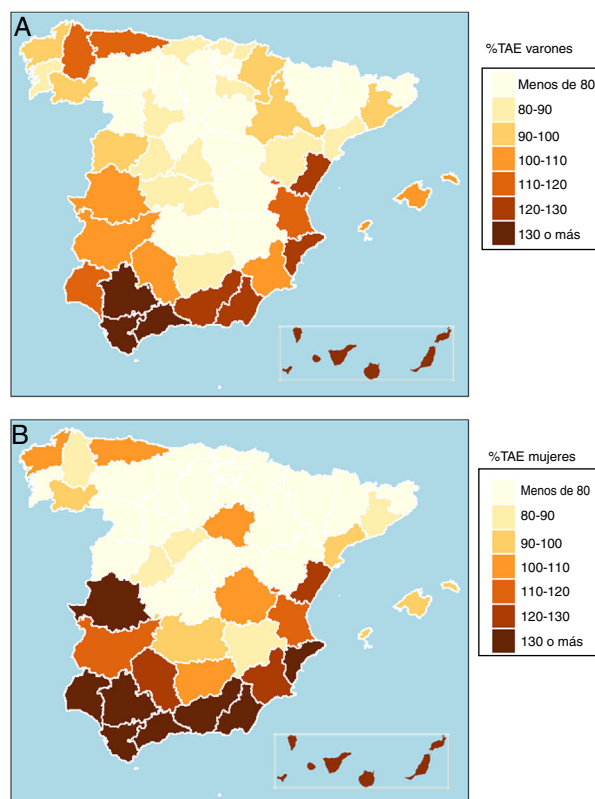 A
%TAE varones
Menos de 80
80-90
90-100
100-110
110-120
120-130
130 o más
B
%TAE mujeres
Menos de 80
80-90
90-100
100-110
110-120
120-130
130 o más